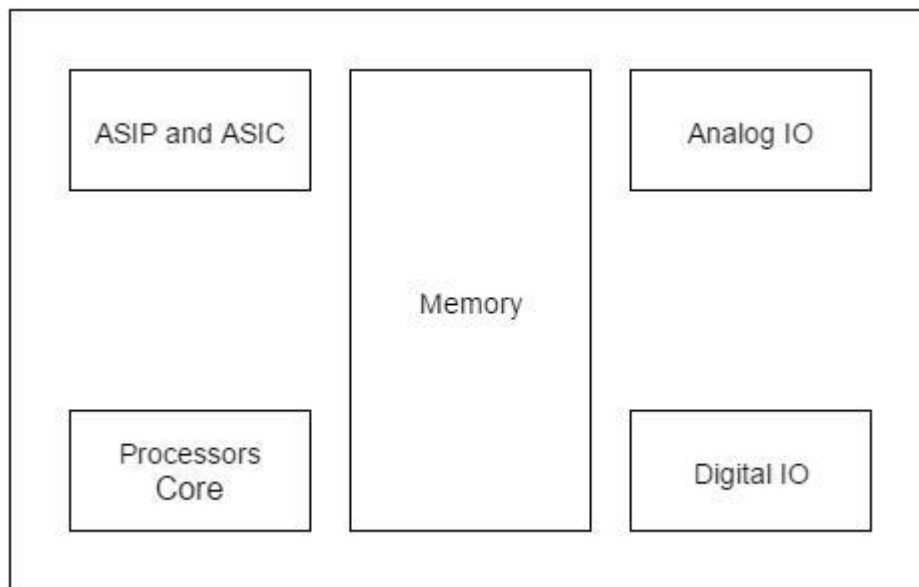 ASIP and ASIC
Analog IO
Memory
Processors
Core
Digital IO